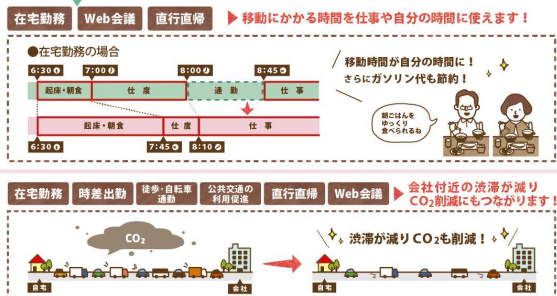 在宅勤務 Web会議 直行直帰 移動にかかる時間を仕事や自分の時間に使えます！
●在宅勤務の場合
6:30 7:00 8:00 8:45
起床・朝食 仕度 通勤 仕事
起床・朝食 仕度 仕事
6:30 7:45 8:10
移動時間が自分の時間に！
さらにガソリン代も節約！
朝ごはんを
ゆっくり
食べられるね
在宅勤務 時差出勤 徒歩・自転車 通勤 公共交通の 利用促進 直行直帰 Web会議
会社付近の渋滞が減り
CO2削減にもつながります！
CO2
自宅 会社
渋滞が減りCO2も削減！
自宅 会社